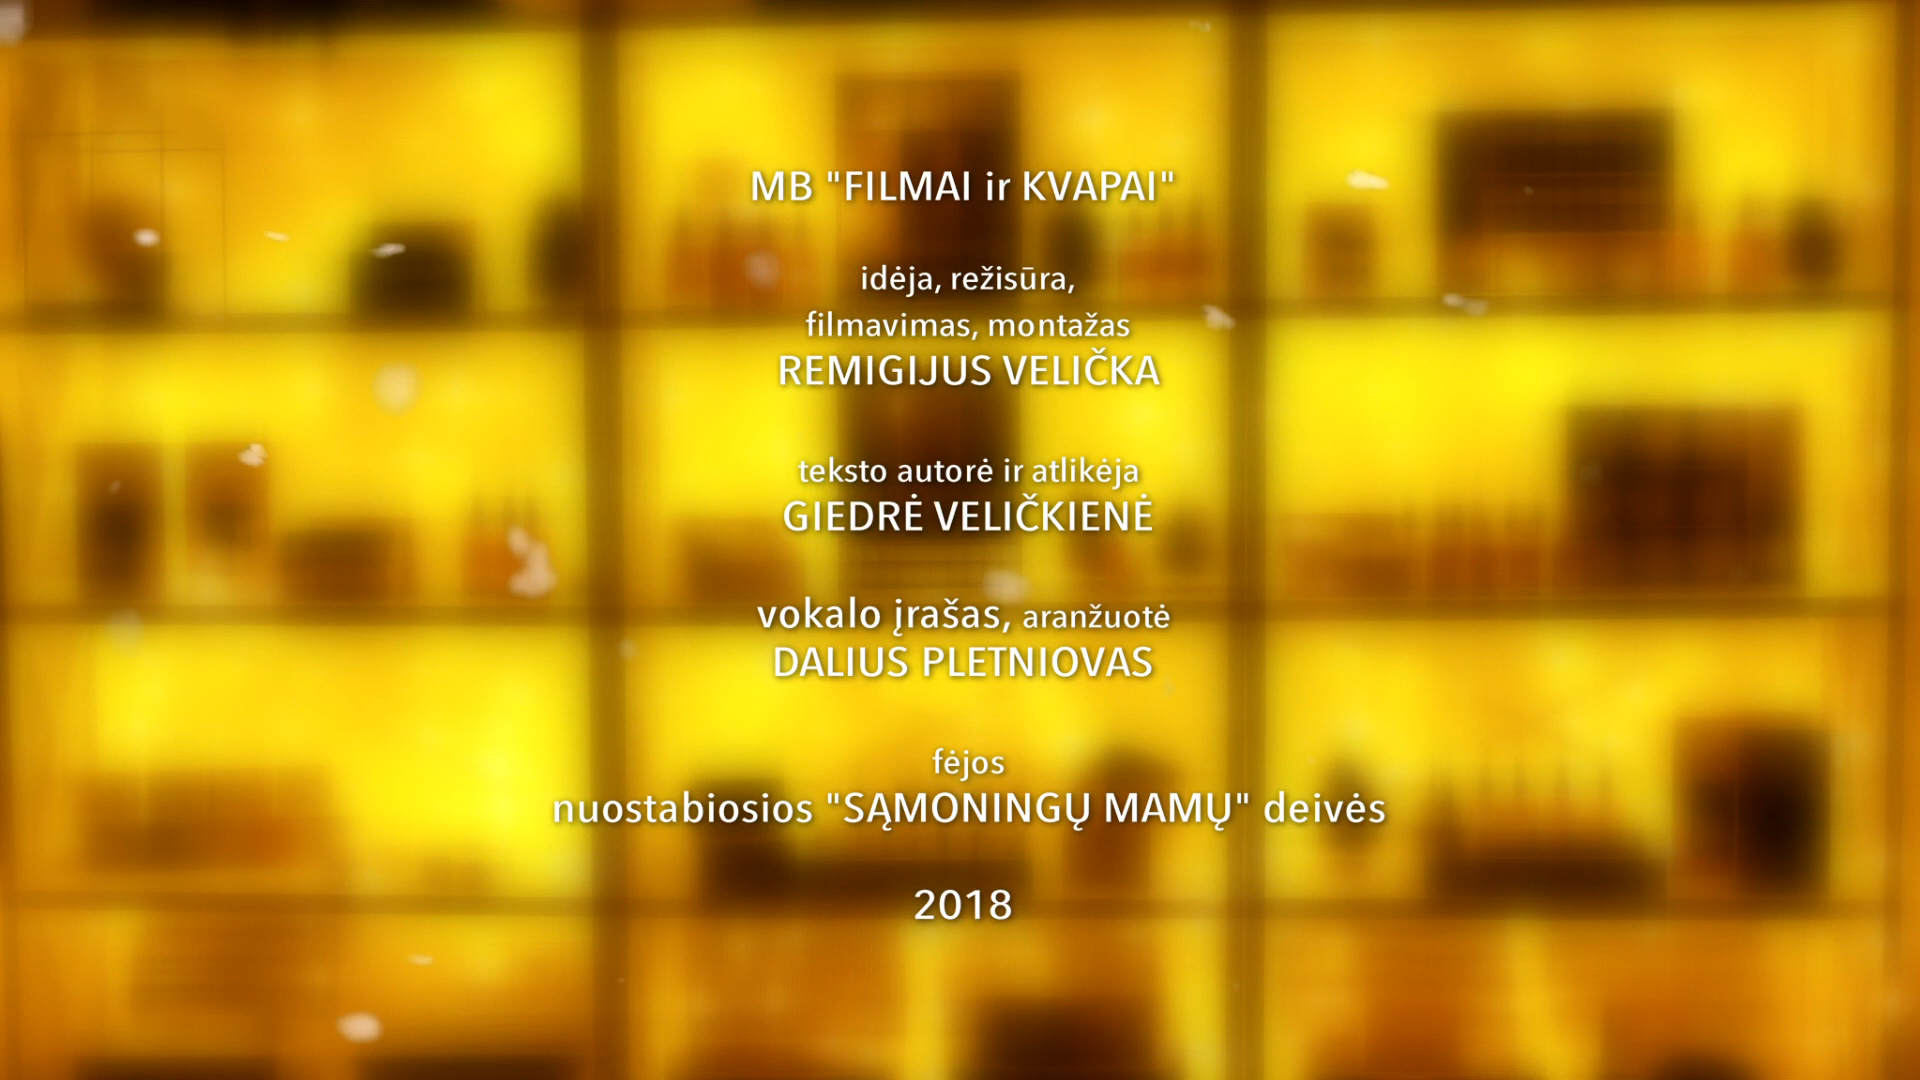 MB "FILMAI ir KVAPAI"
idėja, režisūra,
filmavimas, montažas
REMIGIJUS VELIČKA
teksto autorė ir atlikėja
GIEDRĖ VELIČKIENĖ
vokalo įrašas, aranžuotė
DALIUS PLETNIOVAS
fėjos
nuostabiosios "SĄMONINGŲ MAMŲ" deivės
2018